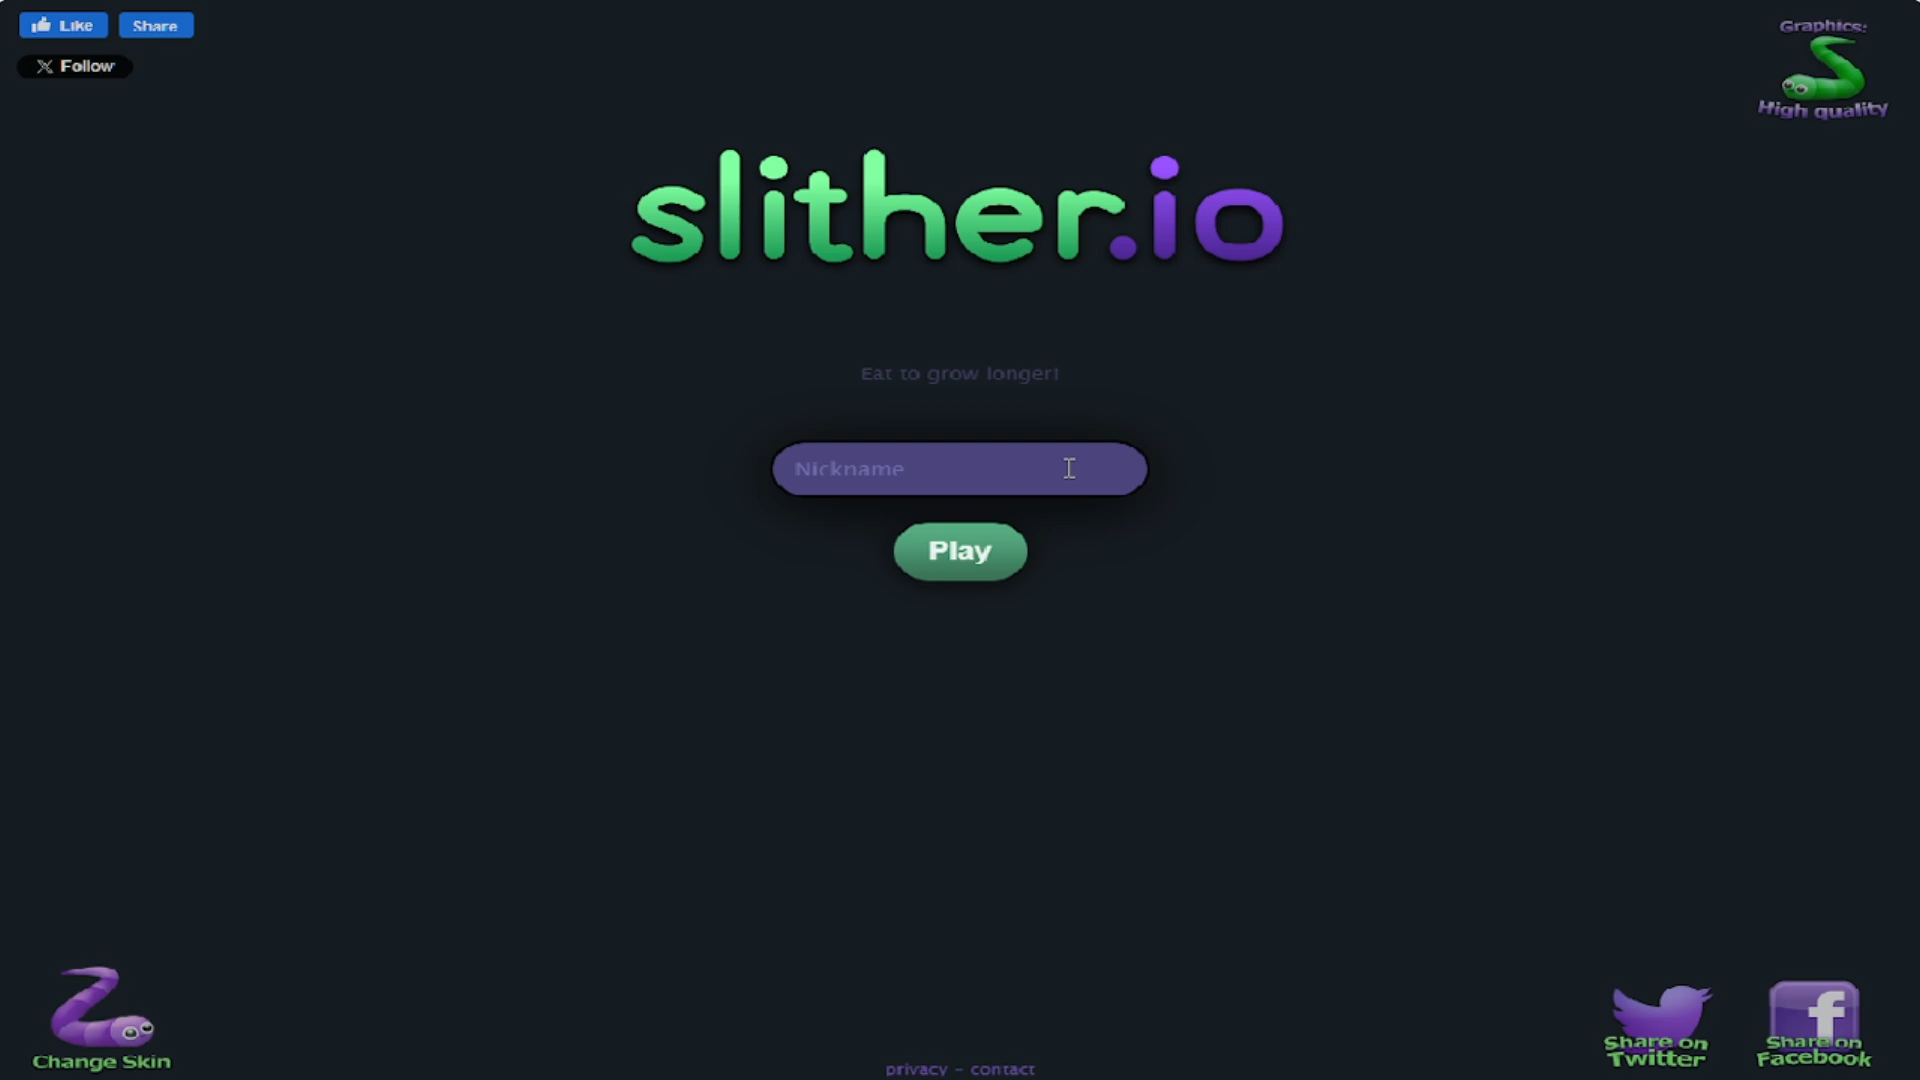 Like Share
Follow
Graphics:
High quality
slither.io
Eat to grow longer!
Nickname
Play
Change Skin
privacy - contact
Share on
Twitter
Share on
Facebook